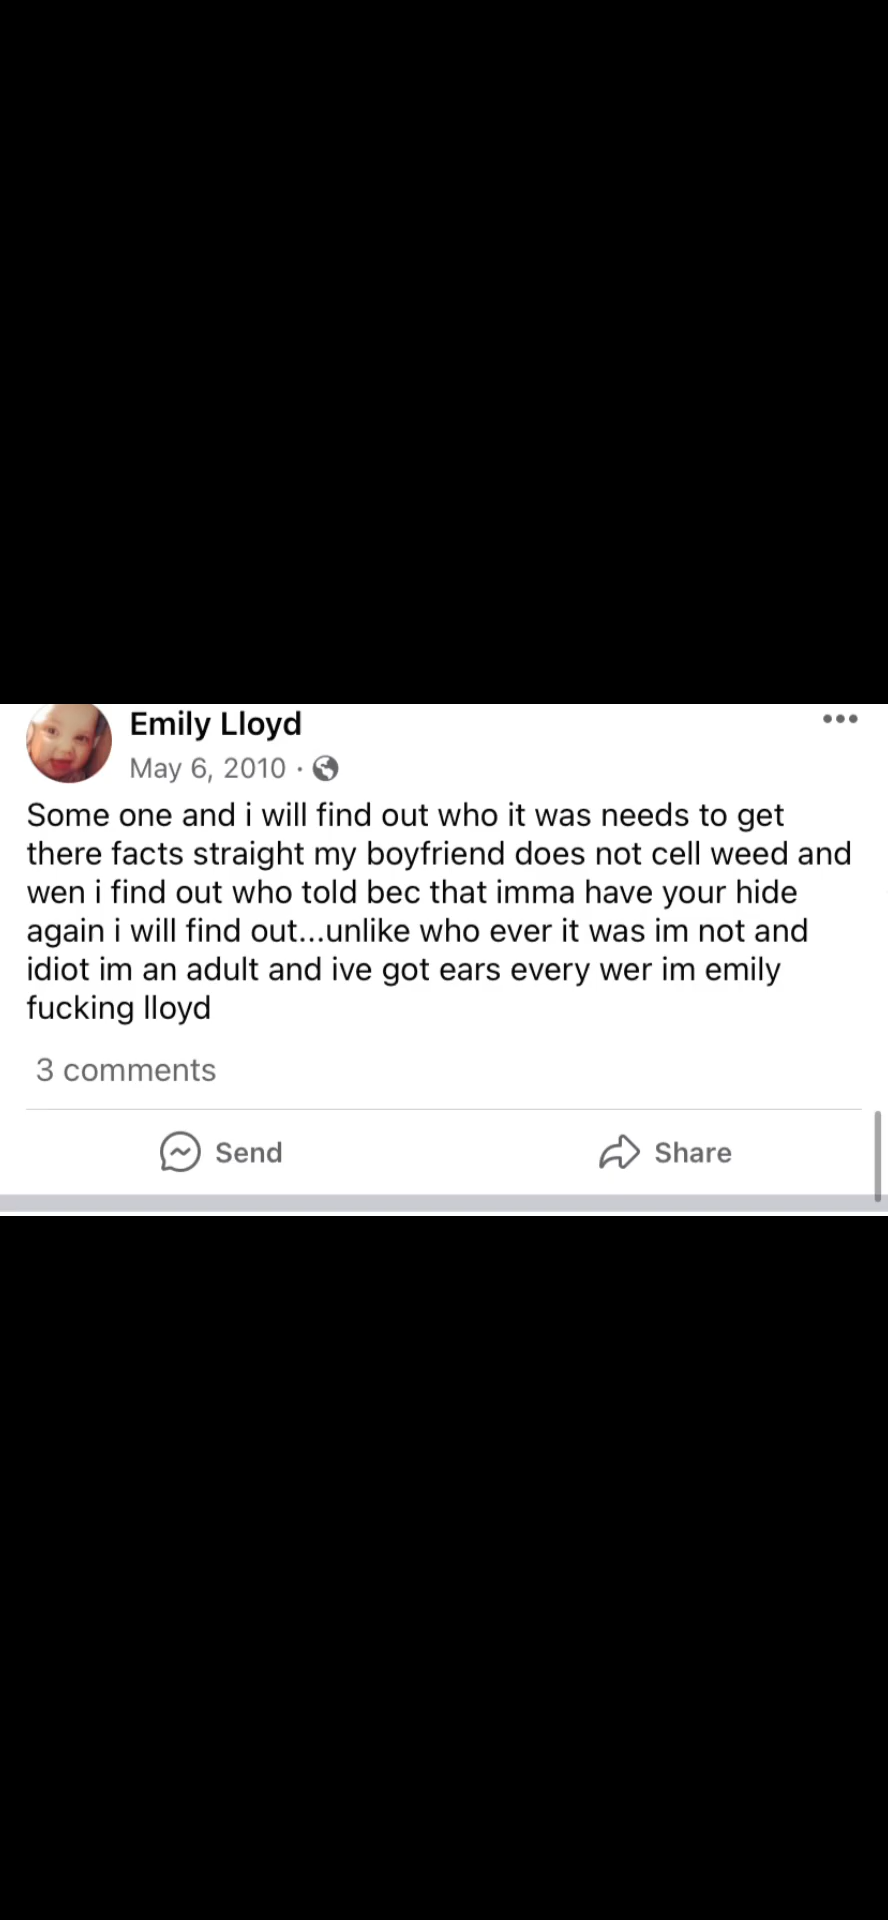 Emily Lloyd
May 6, 2010 ·
Some one and i will find out who it was needs to get
there facts straight my boyfriend does not cell weed and
wen i find out who told bec that imma have your hide
again i will find out...unlike who ever it was im not and
idiot im an adult and ive got ears every wer im emily
fucking lloyd
3 comments
Send
Share